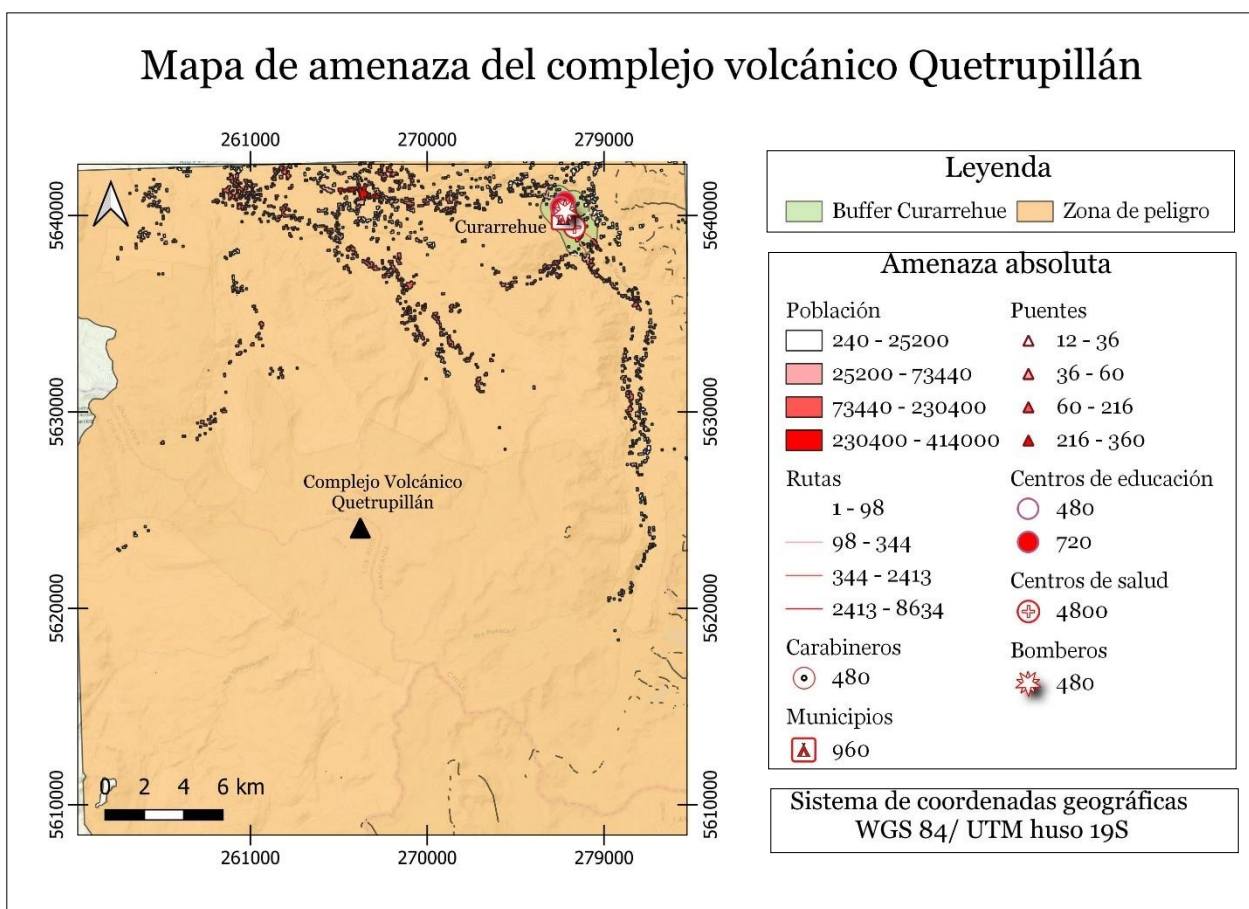 Mapa de amenaza del complejo volcánico Quetrupillán
261000
270000
279000
5640000
5630000
5620000
5610000
5640000
5630000
5620000
5610000
Curarrehue
Complejo Volcánico
Quetrupillán
0 2 4 6 km
261000
270000
279000
Leyenda
Buffer Curarrehue
Zona de peligro
Amenaza absoluta
Población
240 - 25200
25200 - 73440
73440 - 230400
230400 - 414000
Rutas
1 - 98
98 - 344
344 - 2413
2413 - 8634
Carabineros
480
Municipios
960
Puentes
12 - 36
36 - 60
60 - 216
216 - 360
Centros de educación
480
720
Centros de salud
4800
Bomberos
480
Sistema de coordenadas geográficas
WGS 84/ UTM huso 19S